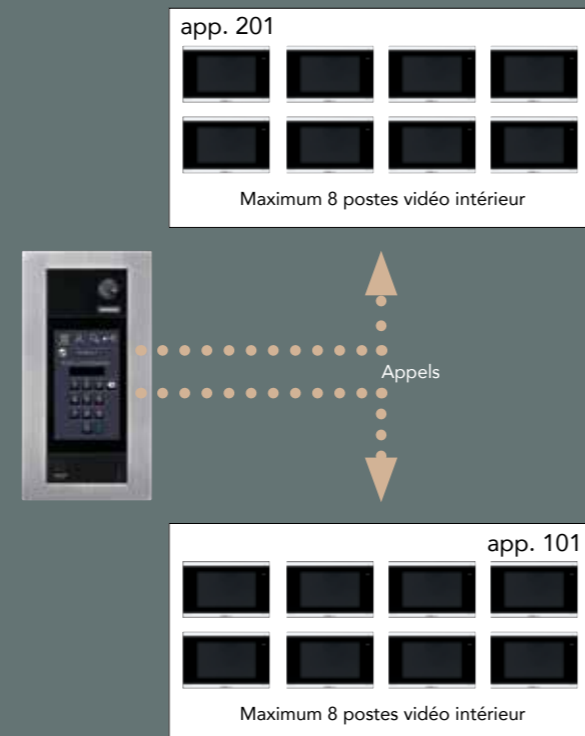 app. 201
Maximum 8 postes vidéo intérieur
Appels
app. 101
Maximum 8 postes vidéo intérieur